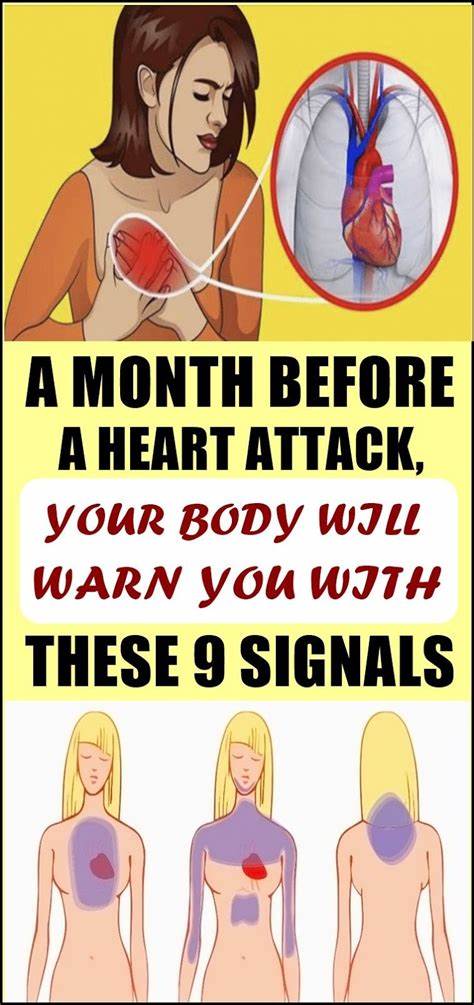 A MONTH BEFORE
A HEART ATTACK,
YOUR BODY WILL
WARN YOU WITH
THESE 9 SIGNALS